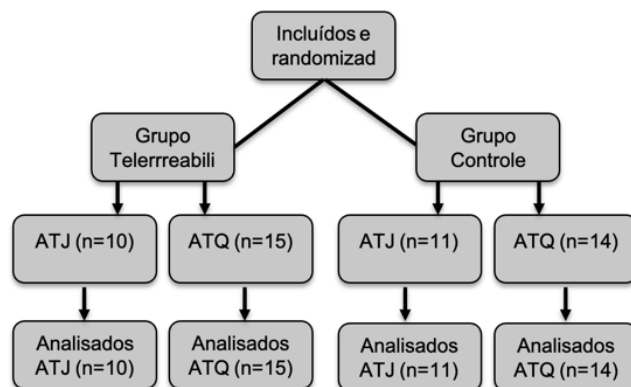 Incluídos e
randomizad
Grupo
Telerrreabili
Grupo
Controle
ATJ (n=10)
ATQ (n=15)
ATJ (n=11)
ATQ (n=14)
Analisados
ATJ (n=10)
Analisados
ATQ (n=15)
Analisados
ATJ (n=11)
Analisados
ATQ (n=14)